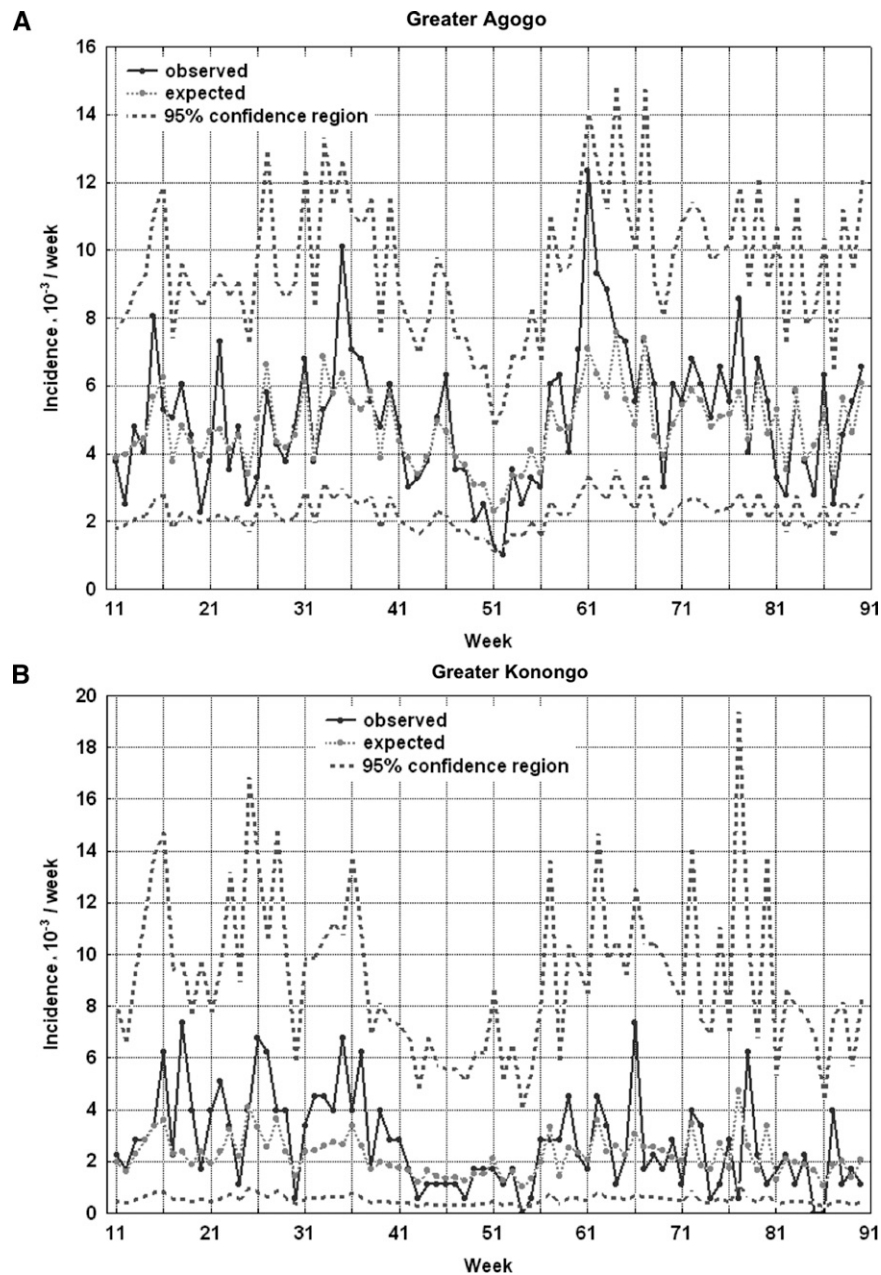 A
Greater Agogo
16
14
12
10
8
6
4
2
0
observed
expected
95% confidence region
Incidence . 10⁻³ / week
11 21 31 41 51 61 71 81 91
Week
B
Greater Konongo
20
18
16
14
12
10
8
6
4
2
0
observed
expected
95% confidence region
Incidence . 10⁻³ / week
11 21 31 41 51 61 71 81 91
Week